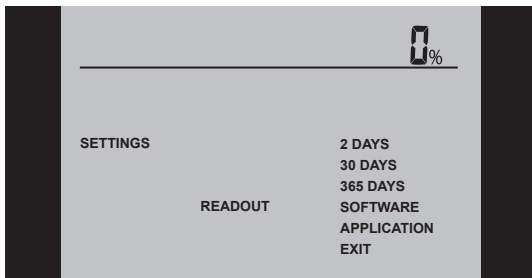 0%
SETTINGS 2 DAYS
30 DAYS
365 DAYS
READOUT SOFTWARE
APPLICATION
EXIT